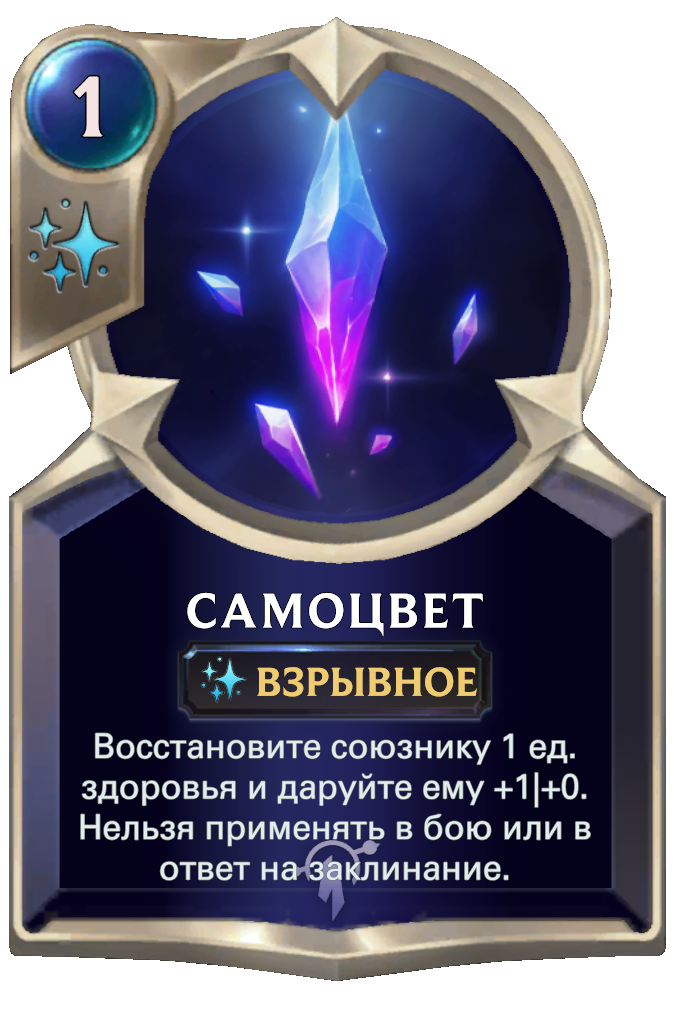 1
САМОЦВЕТ
ВЗРЫВНОЕ
Восстановите союзнику 1 ед.
здоровья и даруйте ему +1|+0.
Нельзя применять в бою или в
ответ на заклинание.